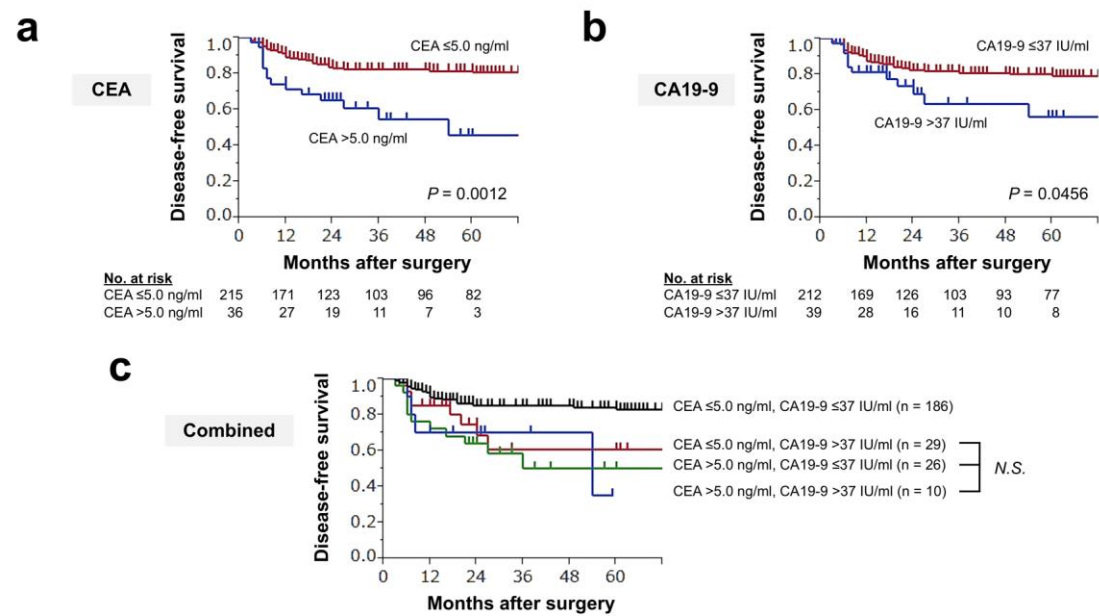 a
CEA
Disease-free survival
1.0
0.8
0.6
0.4
0.2
0.0
CEA ≤5.0 ng/ml
CEA >5.0 ng/ml
P = 0.0012
0 12 24 36 48 60
Months after surgery
No. at risk
CEA ≤5.0 ng/ml 215 171 123 103 96 82
CEA >5.0 ng/ml 36 27 19 11 7 3
b
CA19-9
Disease-free survival
1.0
0.8
0.6
0.4
0.2
0.0
CA19-9 ≤37 IU/ml
CA19-9 >37 IU/ml
P = 0.0456
0 12 24 36 48 60
Months after surgery
No. at risk
CA19-9 ≤37 IU/ml 212 169 126 103 93 77
CA19-9 >37 IU/ml 39 28 16 11 10 8
c
Combined
Disease-free survival
1.0
0.8
0.6
0.4
0.2
0.0
CEA ≤5.0 ng/ml, CA19-9 ≤37 IU/ml (n = 186)
CEA ≤5.0 ng/ml, CA19-9 >37 IU/ml (n = 29)
CEA >5.0 ng/ml, CA19-9 ≤37 IU/ml (n = 26)
CEA >5.0 ng/ml, CA19-9 >37 IU/ml (n = 10)
N.S.
0 12 24 36 48 60
Months after surgery